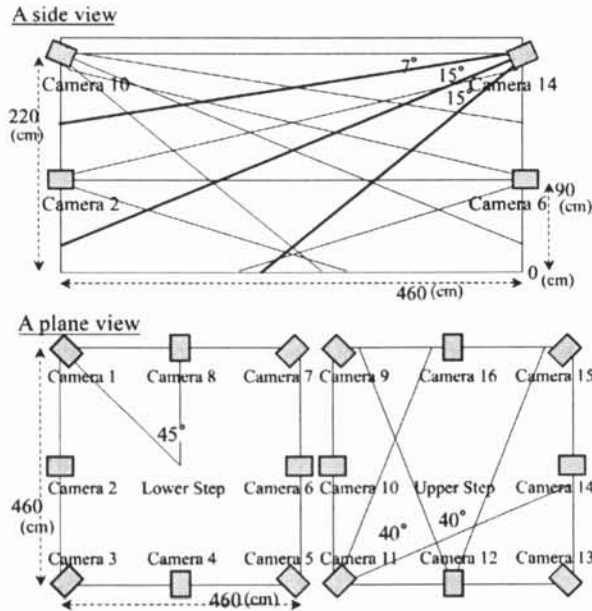 A side view
7°
15°
Camera 10
Camera 14
15°
220
(cm)
Camera 2
Camera 6
90
(cm)
0 (cm)
460 (cm)
A plane view
Camera 1 Camera 8 Camera 7 Camera 9 Camera 16 Camera 15
45°
Camera 2 Lower Step Camera 6 Camera 10 Upper Step Camera 14
460
(cm)
40° 40°
Camera 3 Camera 4 Camera 5 Camera 11 Camera 12 Camera 13
460 (cm)